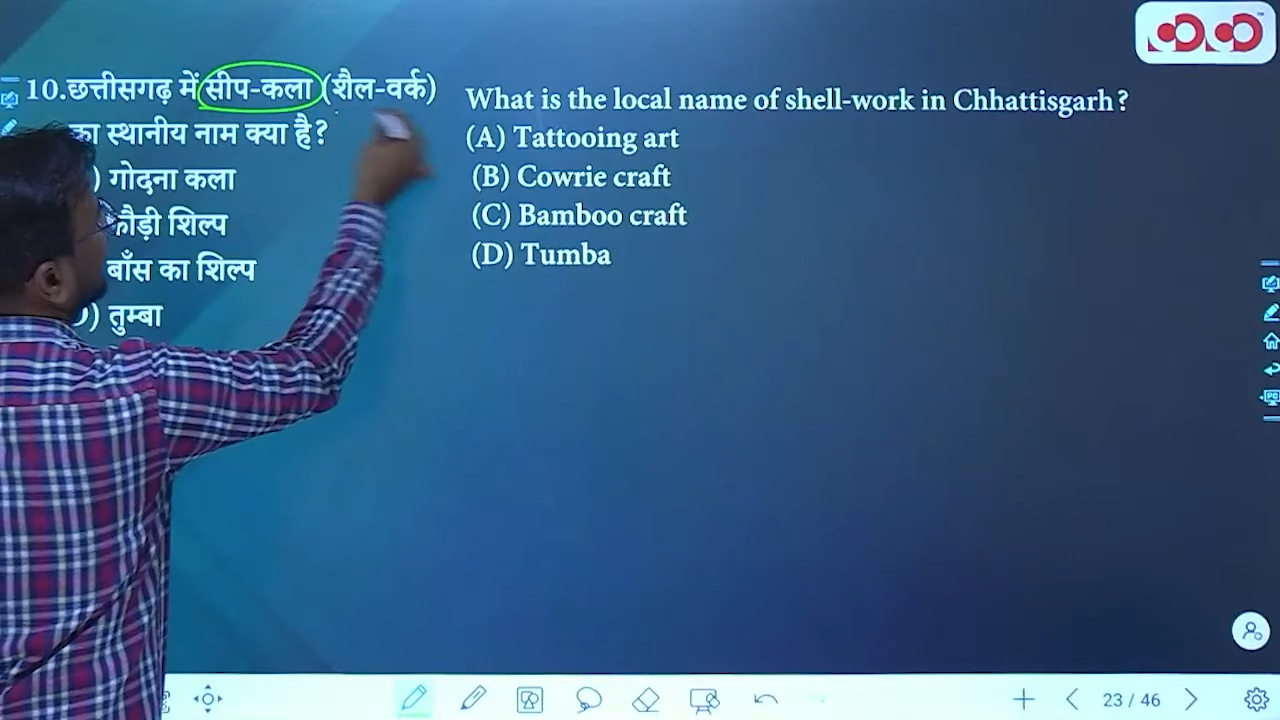 10.छत्तीसगढ़ में सीप-कला (शैल-वर्क)
का स्थानीय नाम क्या है?
) गोदना कला
कौड़ी शिल्प
बाँस का शिल्प
D) तुम्बा
What is the local name of shell-work in Chhattisgarh?
(A) Tattooing art
(B) Cowrie craft
(C) Bamboo craft
(D) Tumba
23 / 46